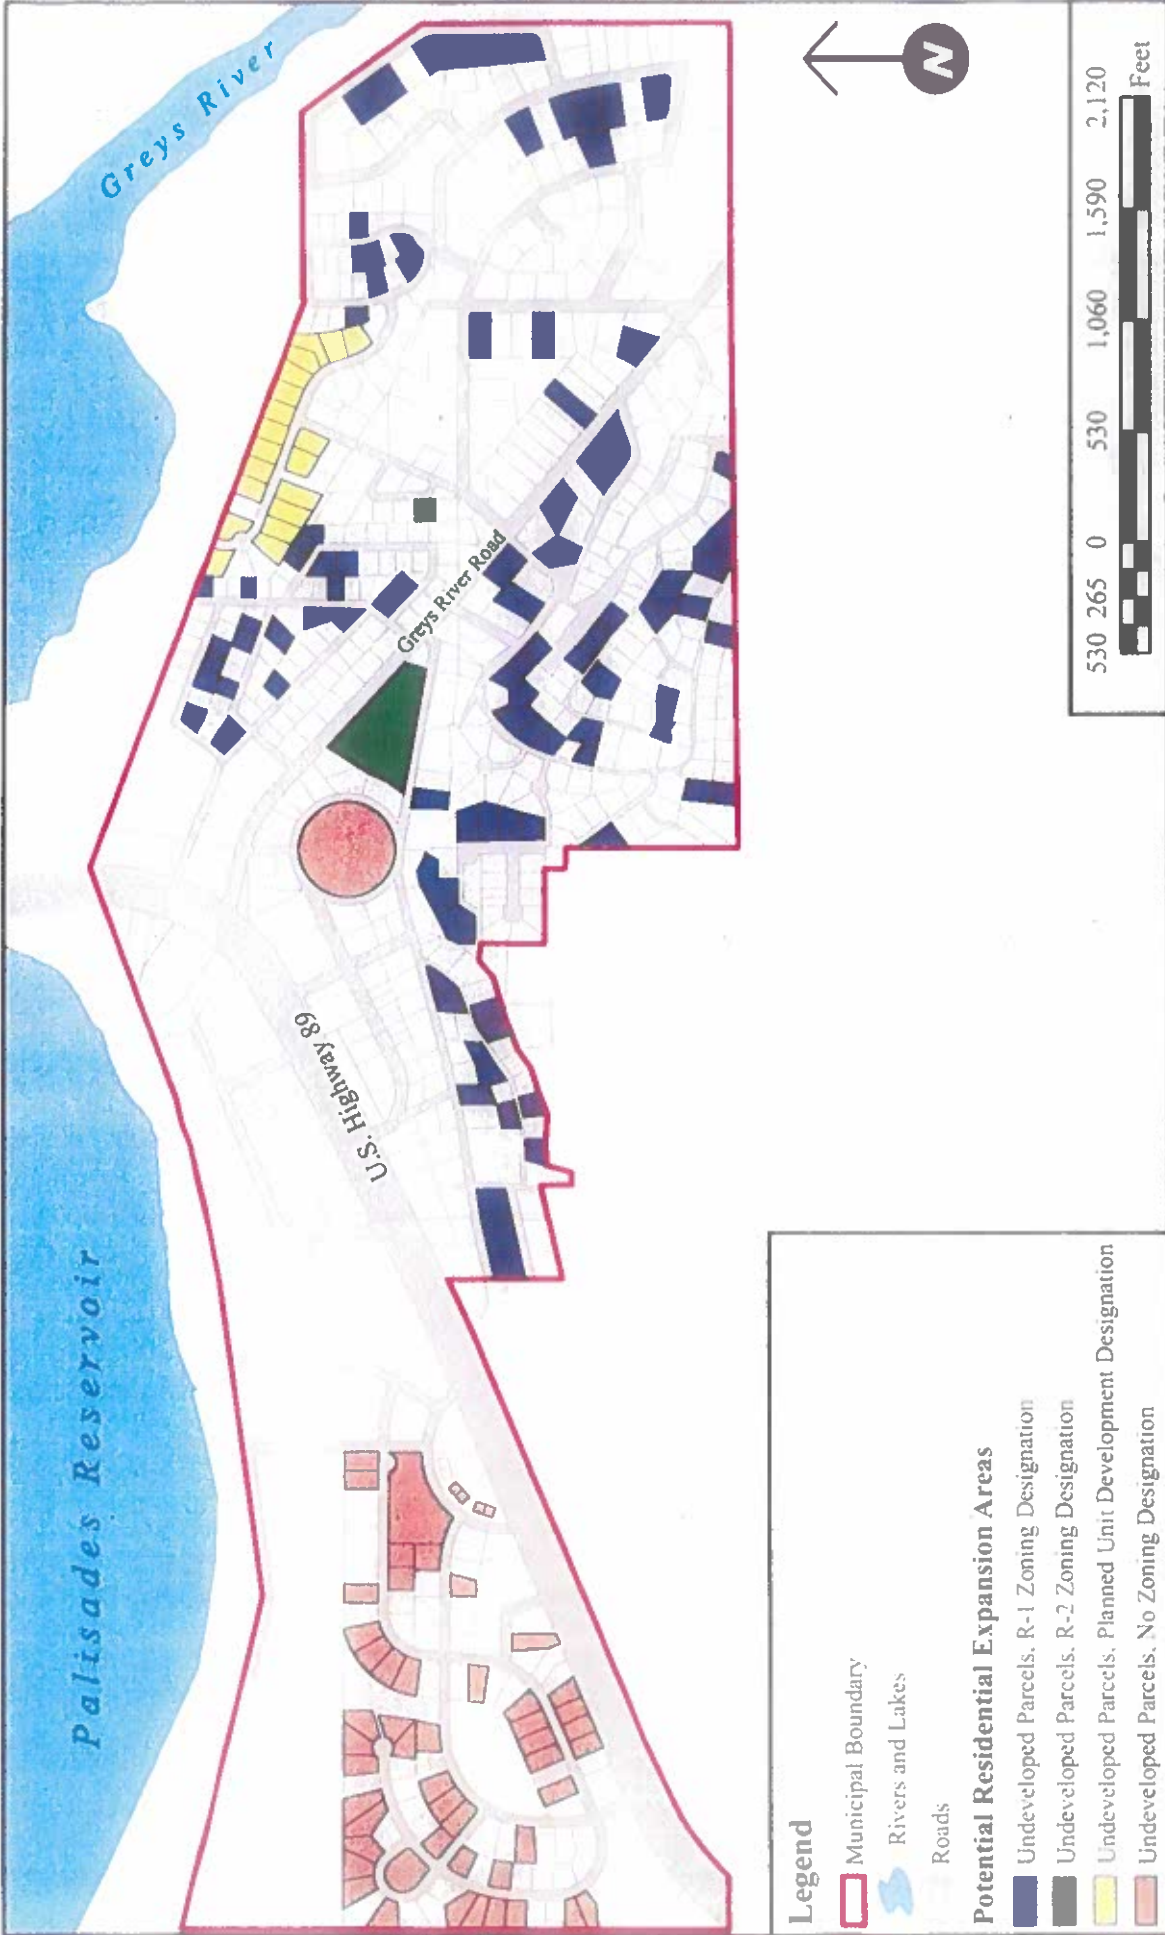 Palisades Reservoir
Greys River
U.S. Highway 89
Greys River Road
N
Legend
Municipal Boundary
Rivers and Lakes
Roads
Potential Residential Expansion Areas
Undeveloped Parcels, R-1 Zoning Designation
Undeveloped Parcels, R-2 Zoning Designation
Undeveloped Parcels, Planned Unit Development Designation
Undeveloped Parcels, No Zoning Designation
530 265 0 530 1,060 1,590 2,120
Feet